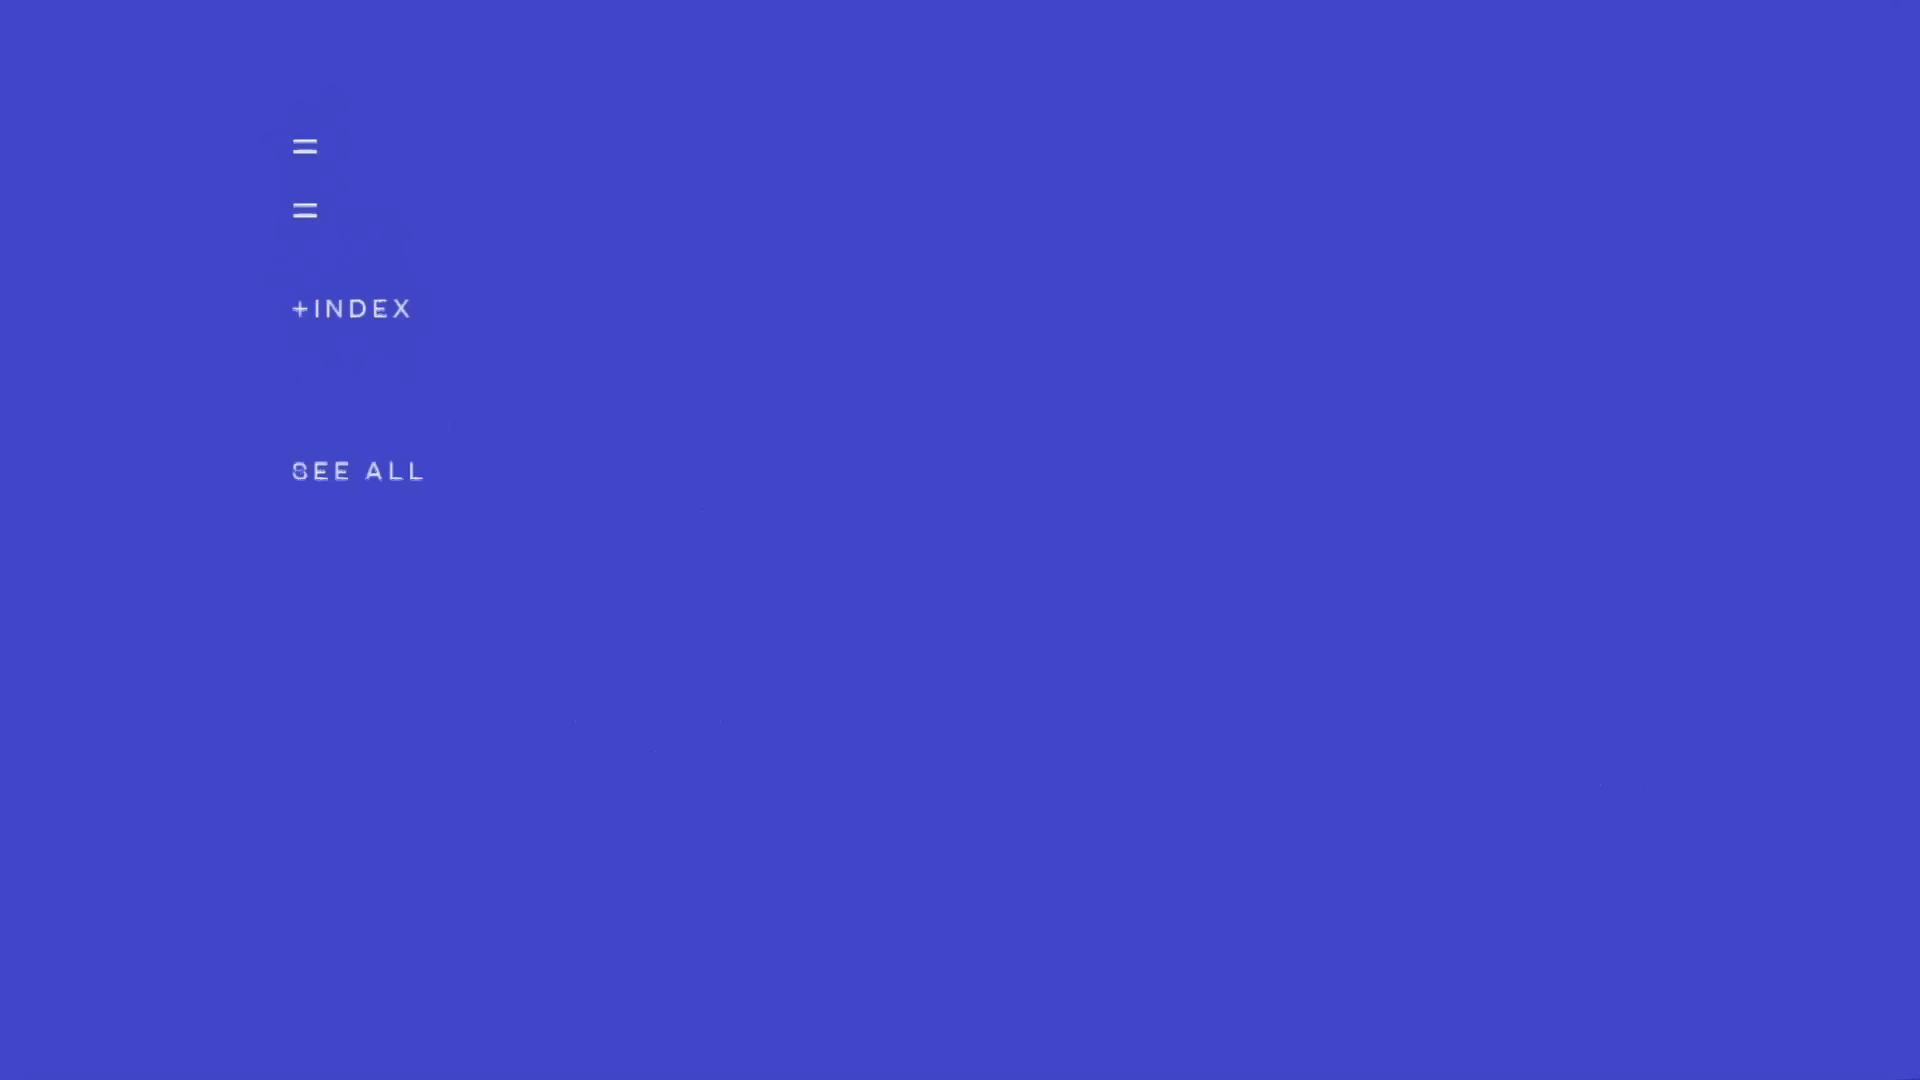 =
=
+INDEX
SEE ALL